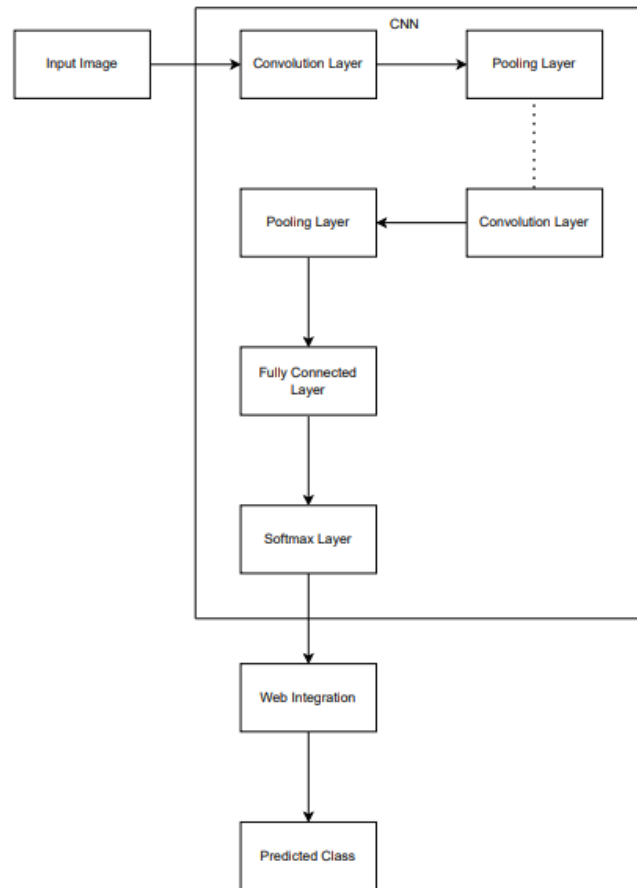 CNN
Input Image
Convolution Layer
Pooling Layer
Pooling Layer
Convolution Layer
Fully Connected
Layer
Softmax Layer
Web Integration
Predicted Class